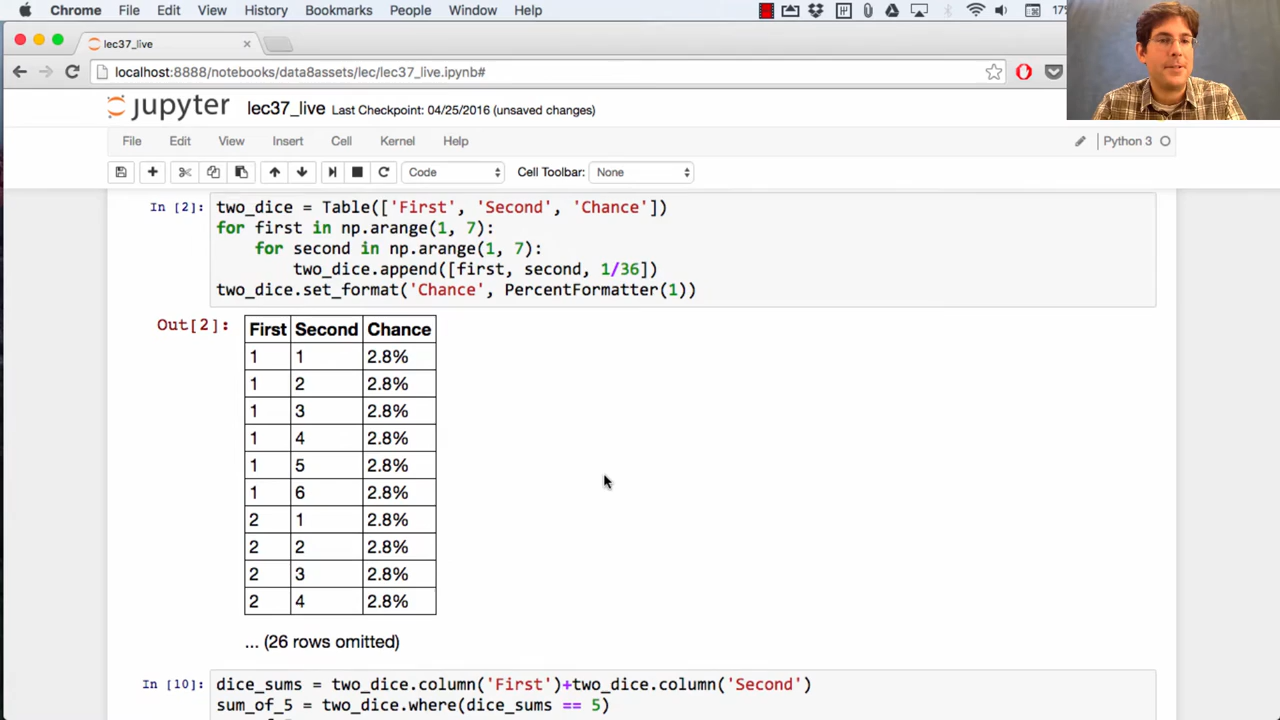 Chrome File Edit View History Bookmarks People Window Help 17%
lec37_live
localhost:8888/notebooks/data8assets/lec/lec37_live.ipynb#
jupyter lec37_live Last Checkpoint: 04/25/2016 (unsaved changes)
File Edit View Insert Cell Kernel Help Python 3
Code Cell Toolbar: None
In [2]: two_dice = Table(['First', 'Second', 'Chance'])
for first in np.arange(1, 7):
for second in np.arange(1, 7):
two_dice.append([first, second, 1/36])
two_dice.set_format('Chance', PercentFormatter(1))
Out[2]: First Second Chance
1 1 2.8%
1 2 2.8%
1 3 2.8%
1 4 2.8%
1 5 2.8%
1 6 2.8%
2 1 2.8%
2 2 2.8%
2 3 2.8%
2 4 2.8%
... (26 rows omitted)
In [10]: dice_sums = two_dice.column('First')+two_dice.column('Second')
sum_of_5 = two_dice.where(dice_sums == 5)